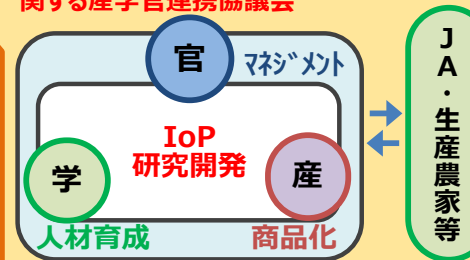 関する産学官連携協議会
官
マネジメント
IoP
研究開発
学
産
人材育成
商品化
JA・生産農家等